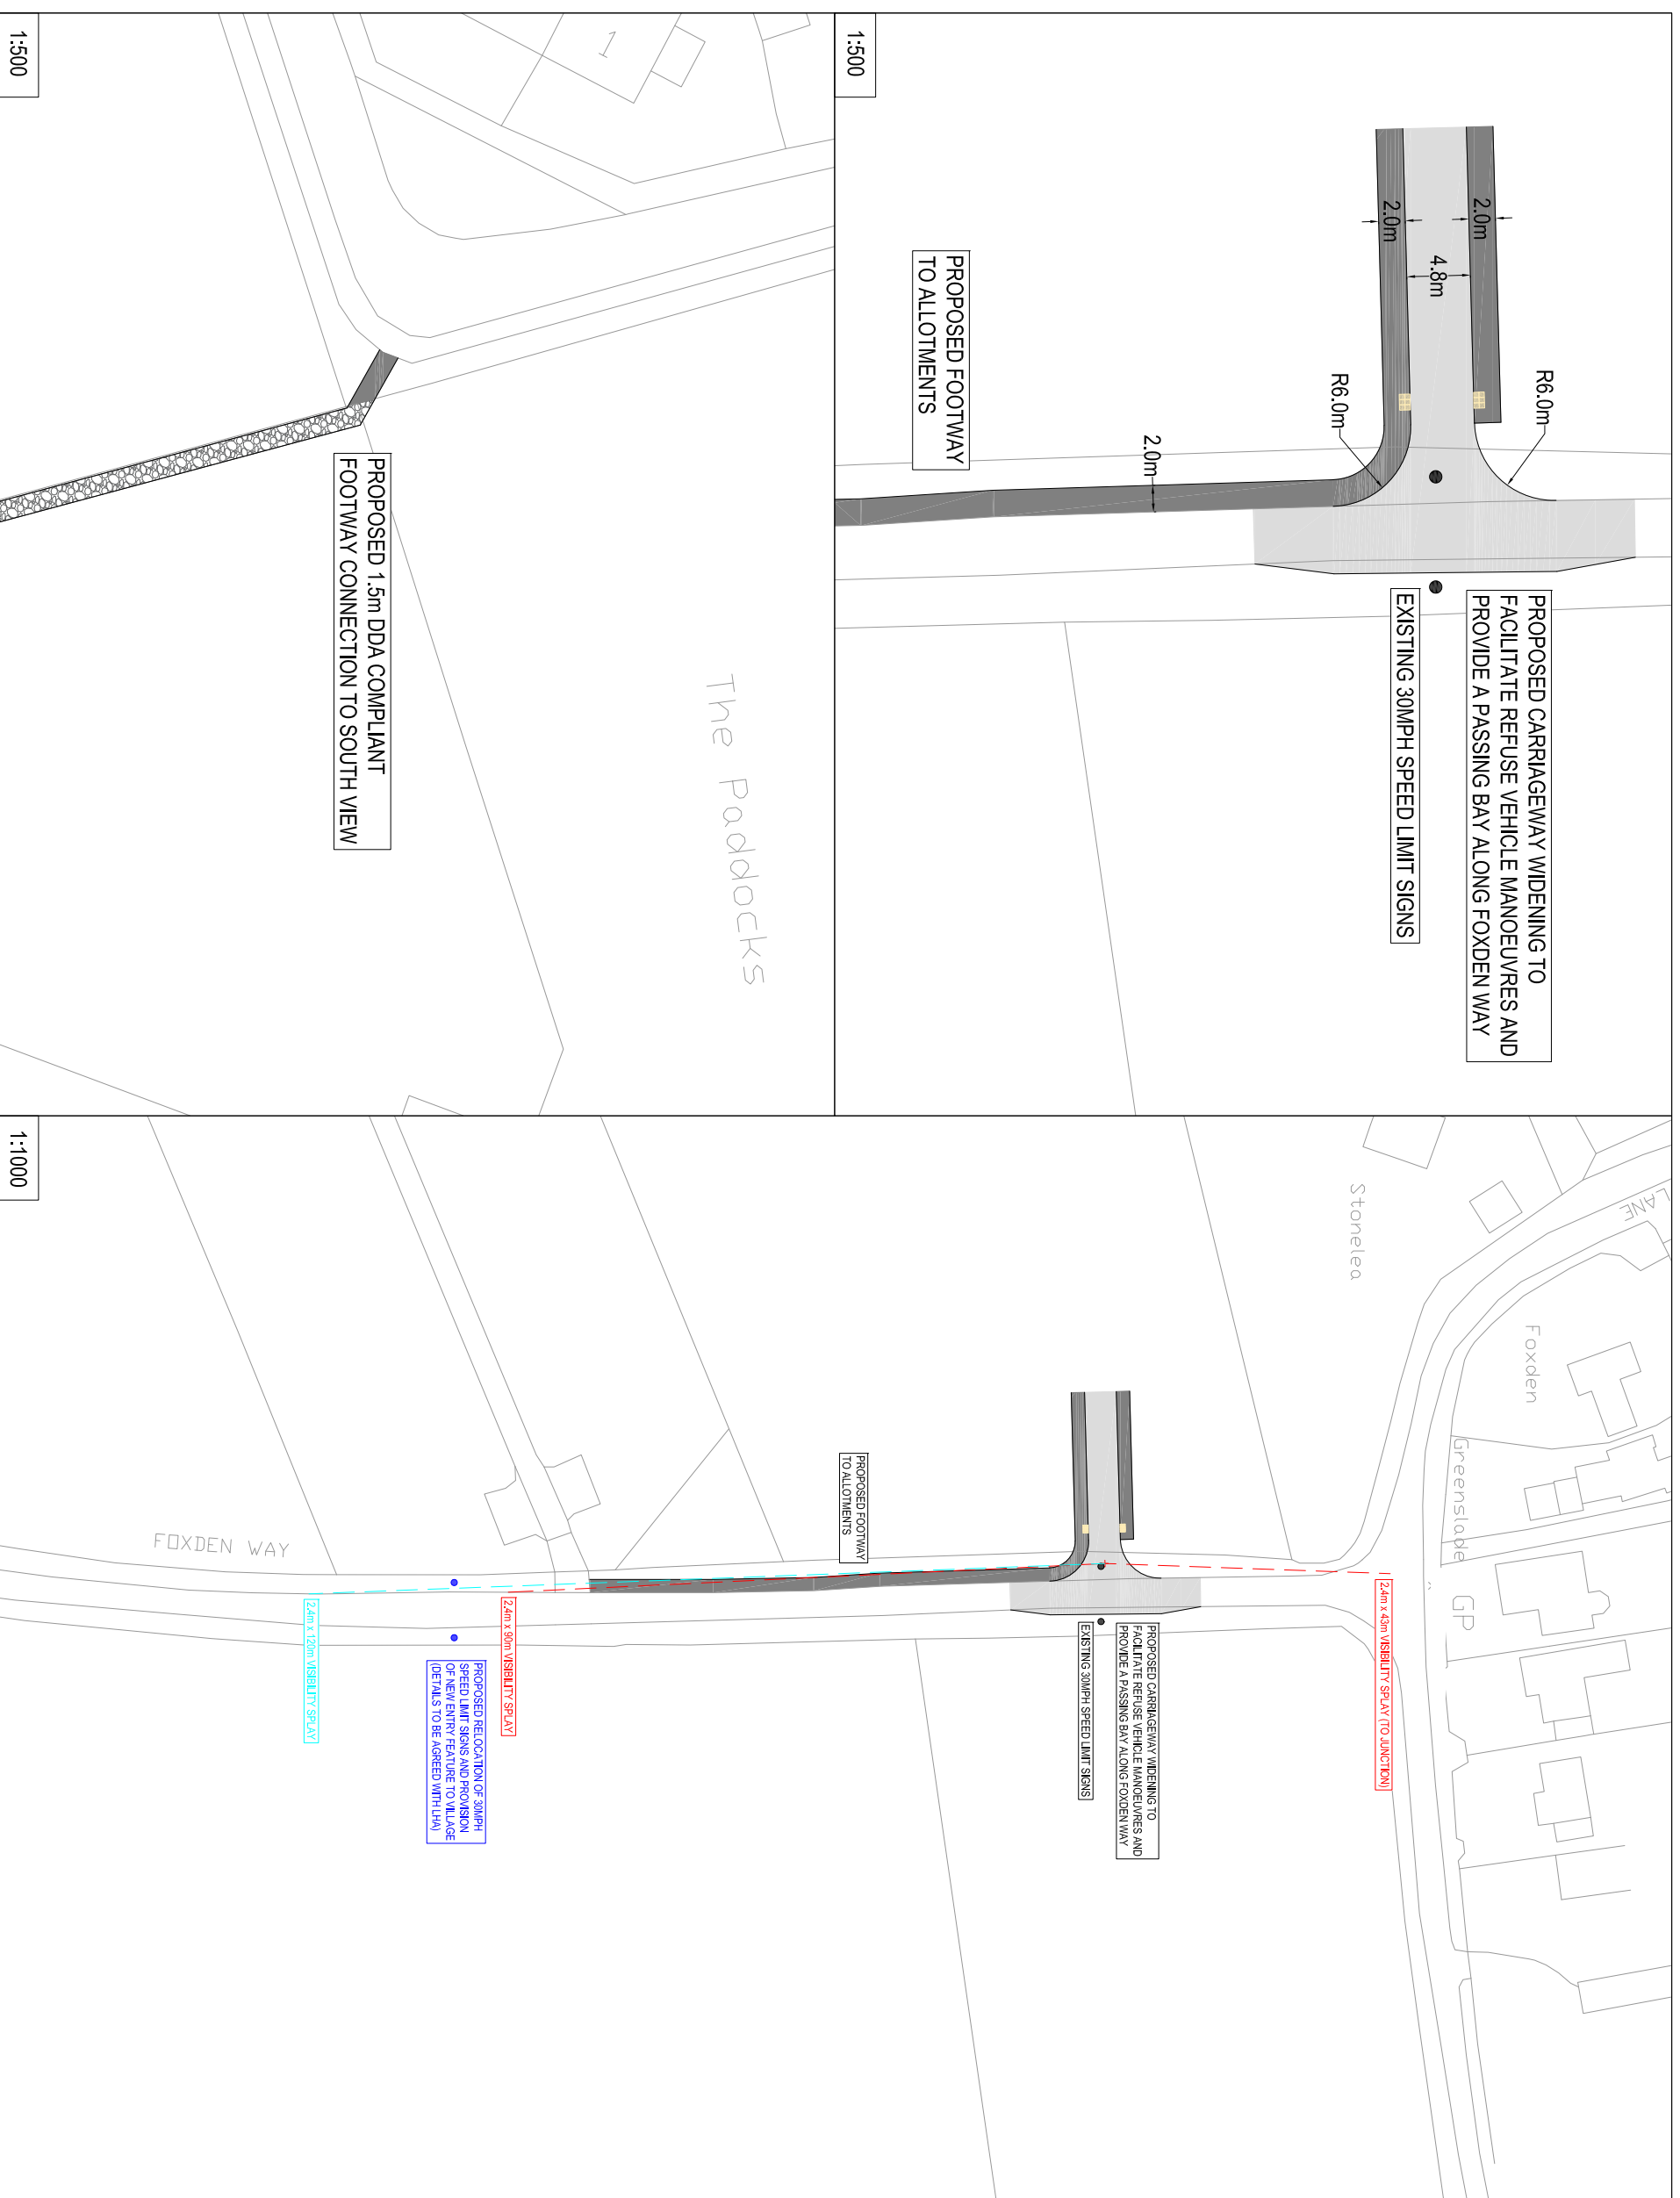 1:500
2.0m
4.8m
2.0m
R6.0m
R6.0m
2.0m
PROPOSED FOOTWAY
TO ALLOTMENTS
PROPOSED CARRIAGEWAY WIDENING TO
FACILITATE REFUSE VEHICLE MANOEUVRES AND
PROVIDE A PASSING BAY ALONG FOXDEN WAY
EXISTING 30MPH SPEED LIMIT SIGNS
1:500
1
The Paddocks
PROPOSED 1.5m DDA COMPLIANT
FOOTWAY CONNECTION TO SOUTH VIEW
1:1000
LANE
Stonelea
Foxden
Greenslade
GP
2.4m x 43m VISIBILITY SPLAY (TO JUNCTION)
PROPOSED CARRIAGEWAY WIDENING TO
FACILITATE REFUSE VEHICLE MANOEUVRES AND
PROVIDE A PASSING BAY ALONG FOXDEN WAY
EXISTING 30MPH SPEED LIMIT SIGNS
PROPOSED FOOTWAY
TO ALLOTMENTS
2.4m x 90m VISIBILITY SPLAY
PROPOSED RELOCATION OF 30MPH
SPEED LIMIT SIGNS AND PROVISION
OF NEW ENTRY FEATURE TO VILLAGE
(DETAILS TO BE AGREED WITH LHA)
2.4m x 120m VISIBILITY SPLAY
FOXDEN WAY